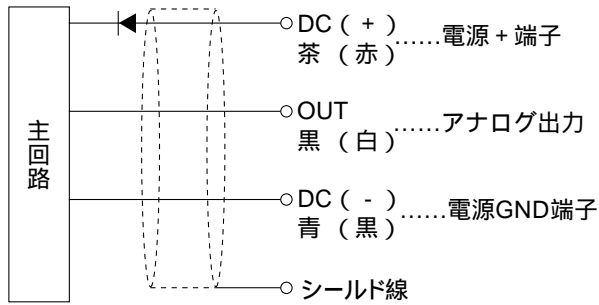 DC ( + )
茶 ( 赤 ) ……電源 + 端子
OUT
黒 ( 白 ) ……アナログ出力
主回路
DC ( - )
青 ( 黒 ) ……電源GND端子
シールド線